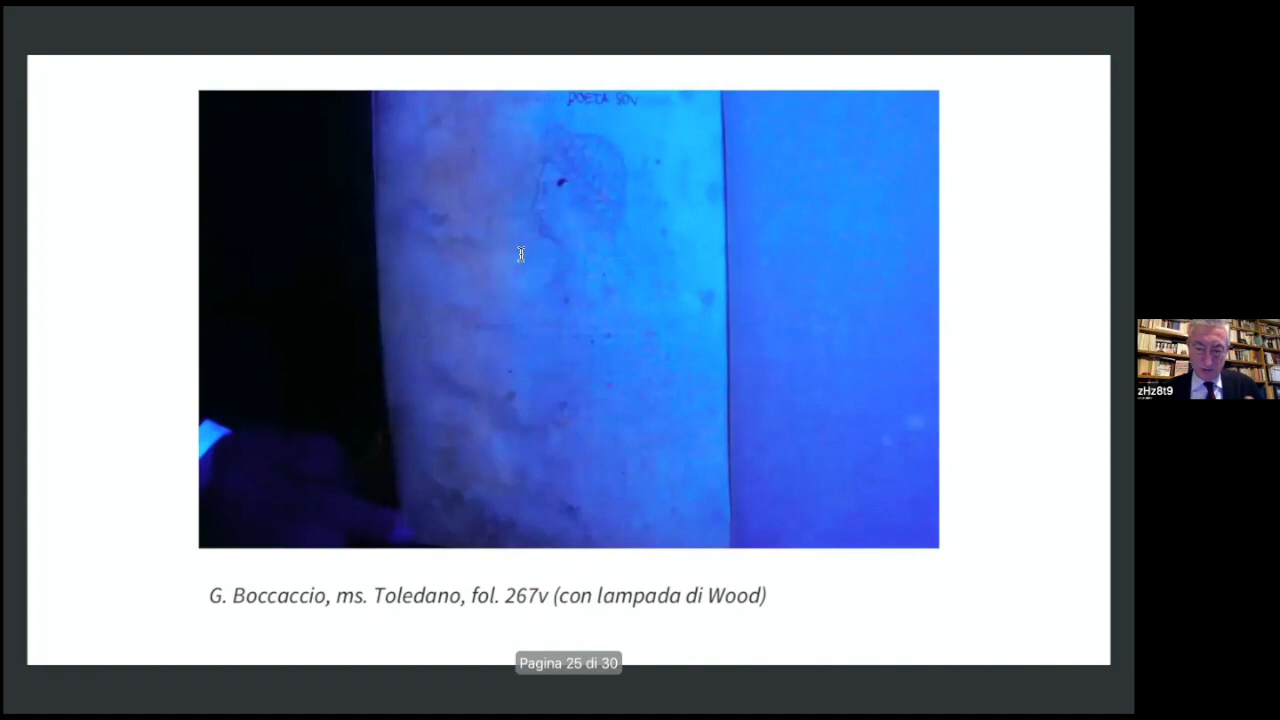 POETA SOV
G. Boccaccio, ms. Toledano, fol. 267v (con lampada di Wood)
Pagina 25 di 30
zHz8t9